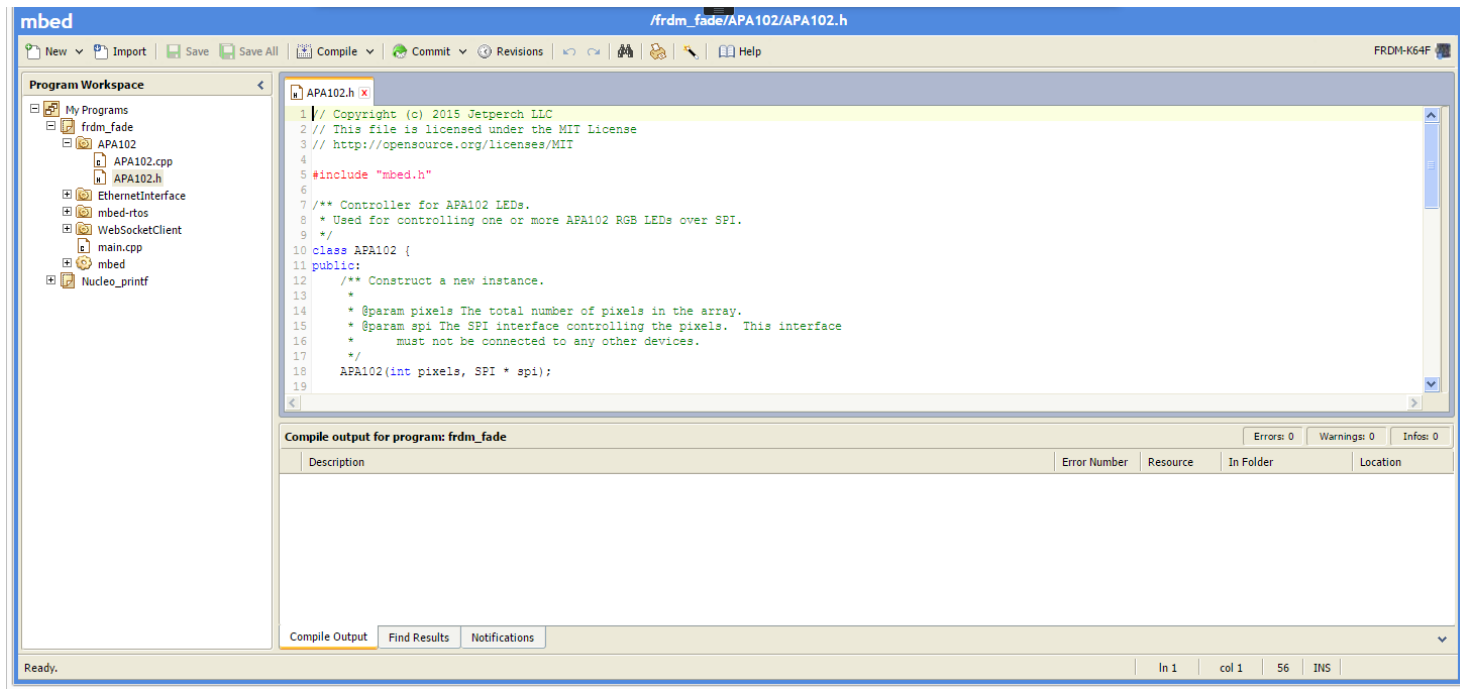 mbed
/frdm_fade/APA102/APA102.h
New Import Save Save All Compile Commit Revisions Help FRDM-K64F
Program Workspace
My Programs
frdm_fade
APA102
APA102.cpp
APA102.h
EthernetInterface
mbed-rtos
WebSocketClient
main.cpp
mbed
Nucleo_printf
APA102.h
1 // Copyright (c) 2015 Jetperch LLC
2 // This file is licensed under the MIT License
3 // http://opensource.org/licenses/MIT
4
5 #include "mbed.h"
6
7 /** Controller for APA102 LEDs.
8 * Used for controlling one or more APA102 RGB LEDs over SPI.
9 */
10 class APA102 {
11 public:
12 /** Construct a new instance.
13 *
14 * @param pixels The total number of pixels in the array.
15 * @param spi The SPI interface controlling the pixels. This interface
16 * must not be connected to any other devices.
17 */
18 APA102(int pixels, SPI * spi);
19
Compile output for program: frdm_fade Errors: 0 Warnings: 0 Infos: 0
Description Error Number Resource In Folder Location
Compile Output Find Results Notifications
Ready. ln 1 col 1 56 INS